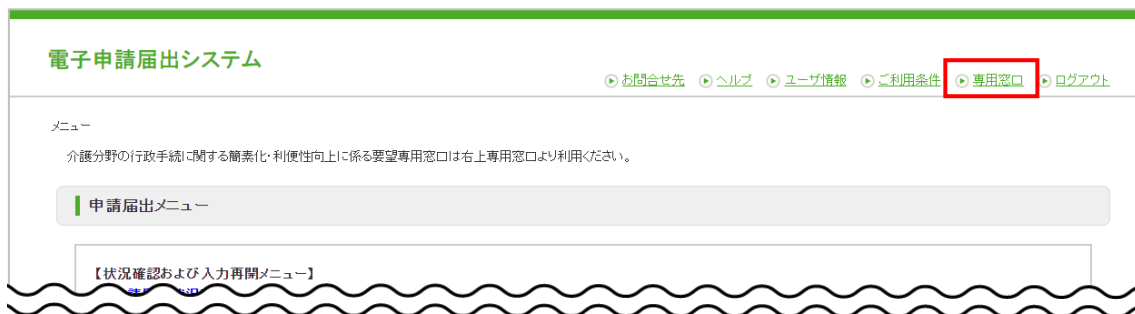 電子申請届出システム
お問合せ先 ヘルプ ユーザ情報 ご利用条件 専用窓口 ログアウト
メニュー
介護分野の行政手続に関する簡素化・利便性向上に係る要望専用窓口は右上専用窓口より利用ください。
申請届出メニュー
【状況確認および入力再開メニュー】